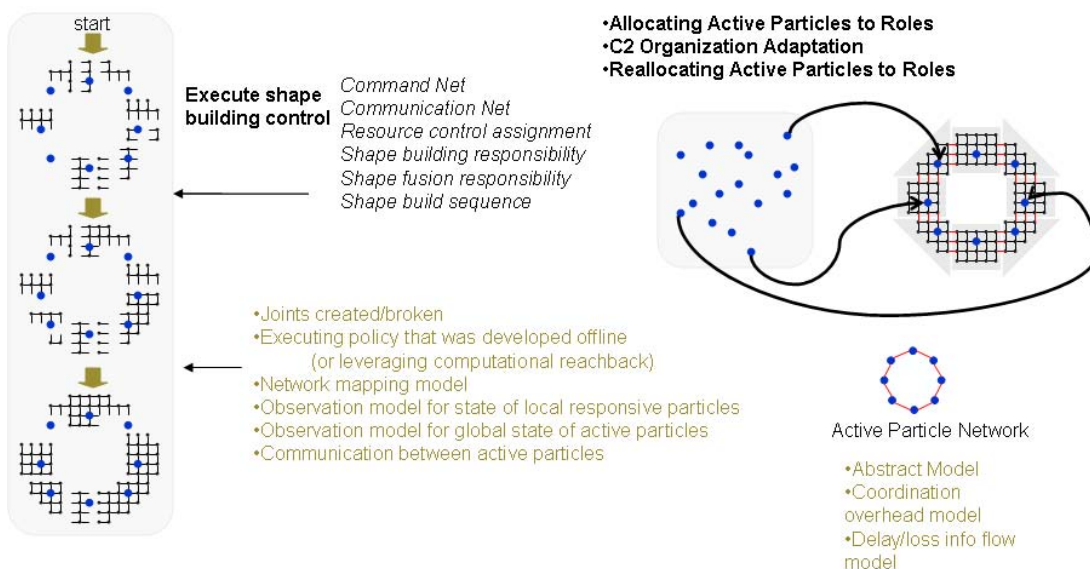 start
Execute shape
building control
Command Net
Communication Net
Resource control assignment
Shape building responsibility
Shape fusion responsibility
Shape build sequence
•Joints created/broken
•Executing policy that was developed offline
(or leveraging computational reachback)
•Network mapping model
•Observation model for state of local responsive particles
•Observation model for global state of active particles
•Communication between active particles
•Allocating Active Particles to Roles
•C2 Organization Adaptation
•Reallocating Active Particles to Roles
Active Particle Network
•Abstract Model
•Coordination
overhead model
•Delay/loss info flow
model